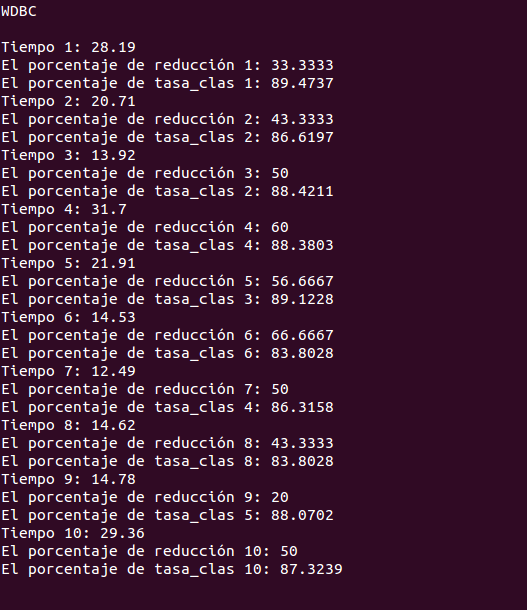 WDBC
Tiempo 1: 28.19
El porcentaje de reducción 1: 33.3333
El porcentaje de tasa_clas 1: 89.4737
Tiempo 2: 20.71
El porcentaje de reducción 2: 43.3333
El porcentaje de tasa_clas 2: 86.6197
Tiempo 3: 13.92
El porcentaje de reducción 3: 50
El porcentaje de tasa_clas 2: 88.4211
Tiempo 4: 31.7
El porcentaje de reducción 4: 60
El porcentaje de tasa_clas 4: 88.3803
Tiempo 5: 21.91
El porcentaje de reducción 5: 56.6667
El porcentaje de tasa_clas 3: 89.1228
Tiempo 6: 14.53
El porcentaje de reducción 6: 66.6667
El porcentaje de tasa_clas 6: 83.8028
Tiempo 7: 12.49
El porcentaje de reducción 7: 50
El porcentaje de tasa_clas 4: 86.3158
Tiempo 8: 14.62
El porcentaje de reducción 8: 43.3333
El porcentaje de tasa_clas 8: 83.8028
Tiempo 9: 14.78
El porcentaje de reducción 9: 20
El porcentaje de tasa_clas 5: 88.0702
Tiempo 10: 29.36
El porcentaje de reducción 10: 50
El porcentaje de tasa_clas 10: 87.3239